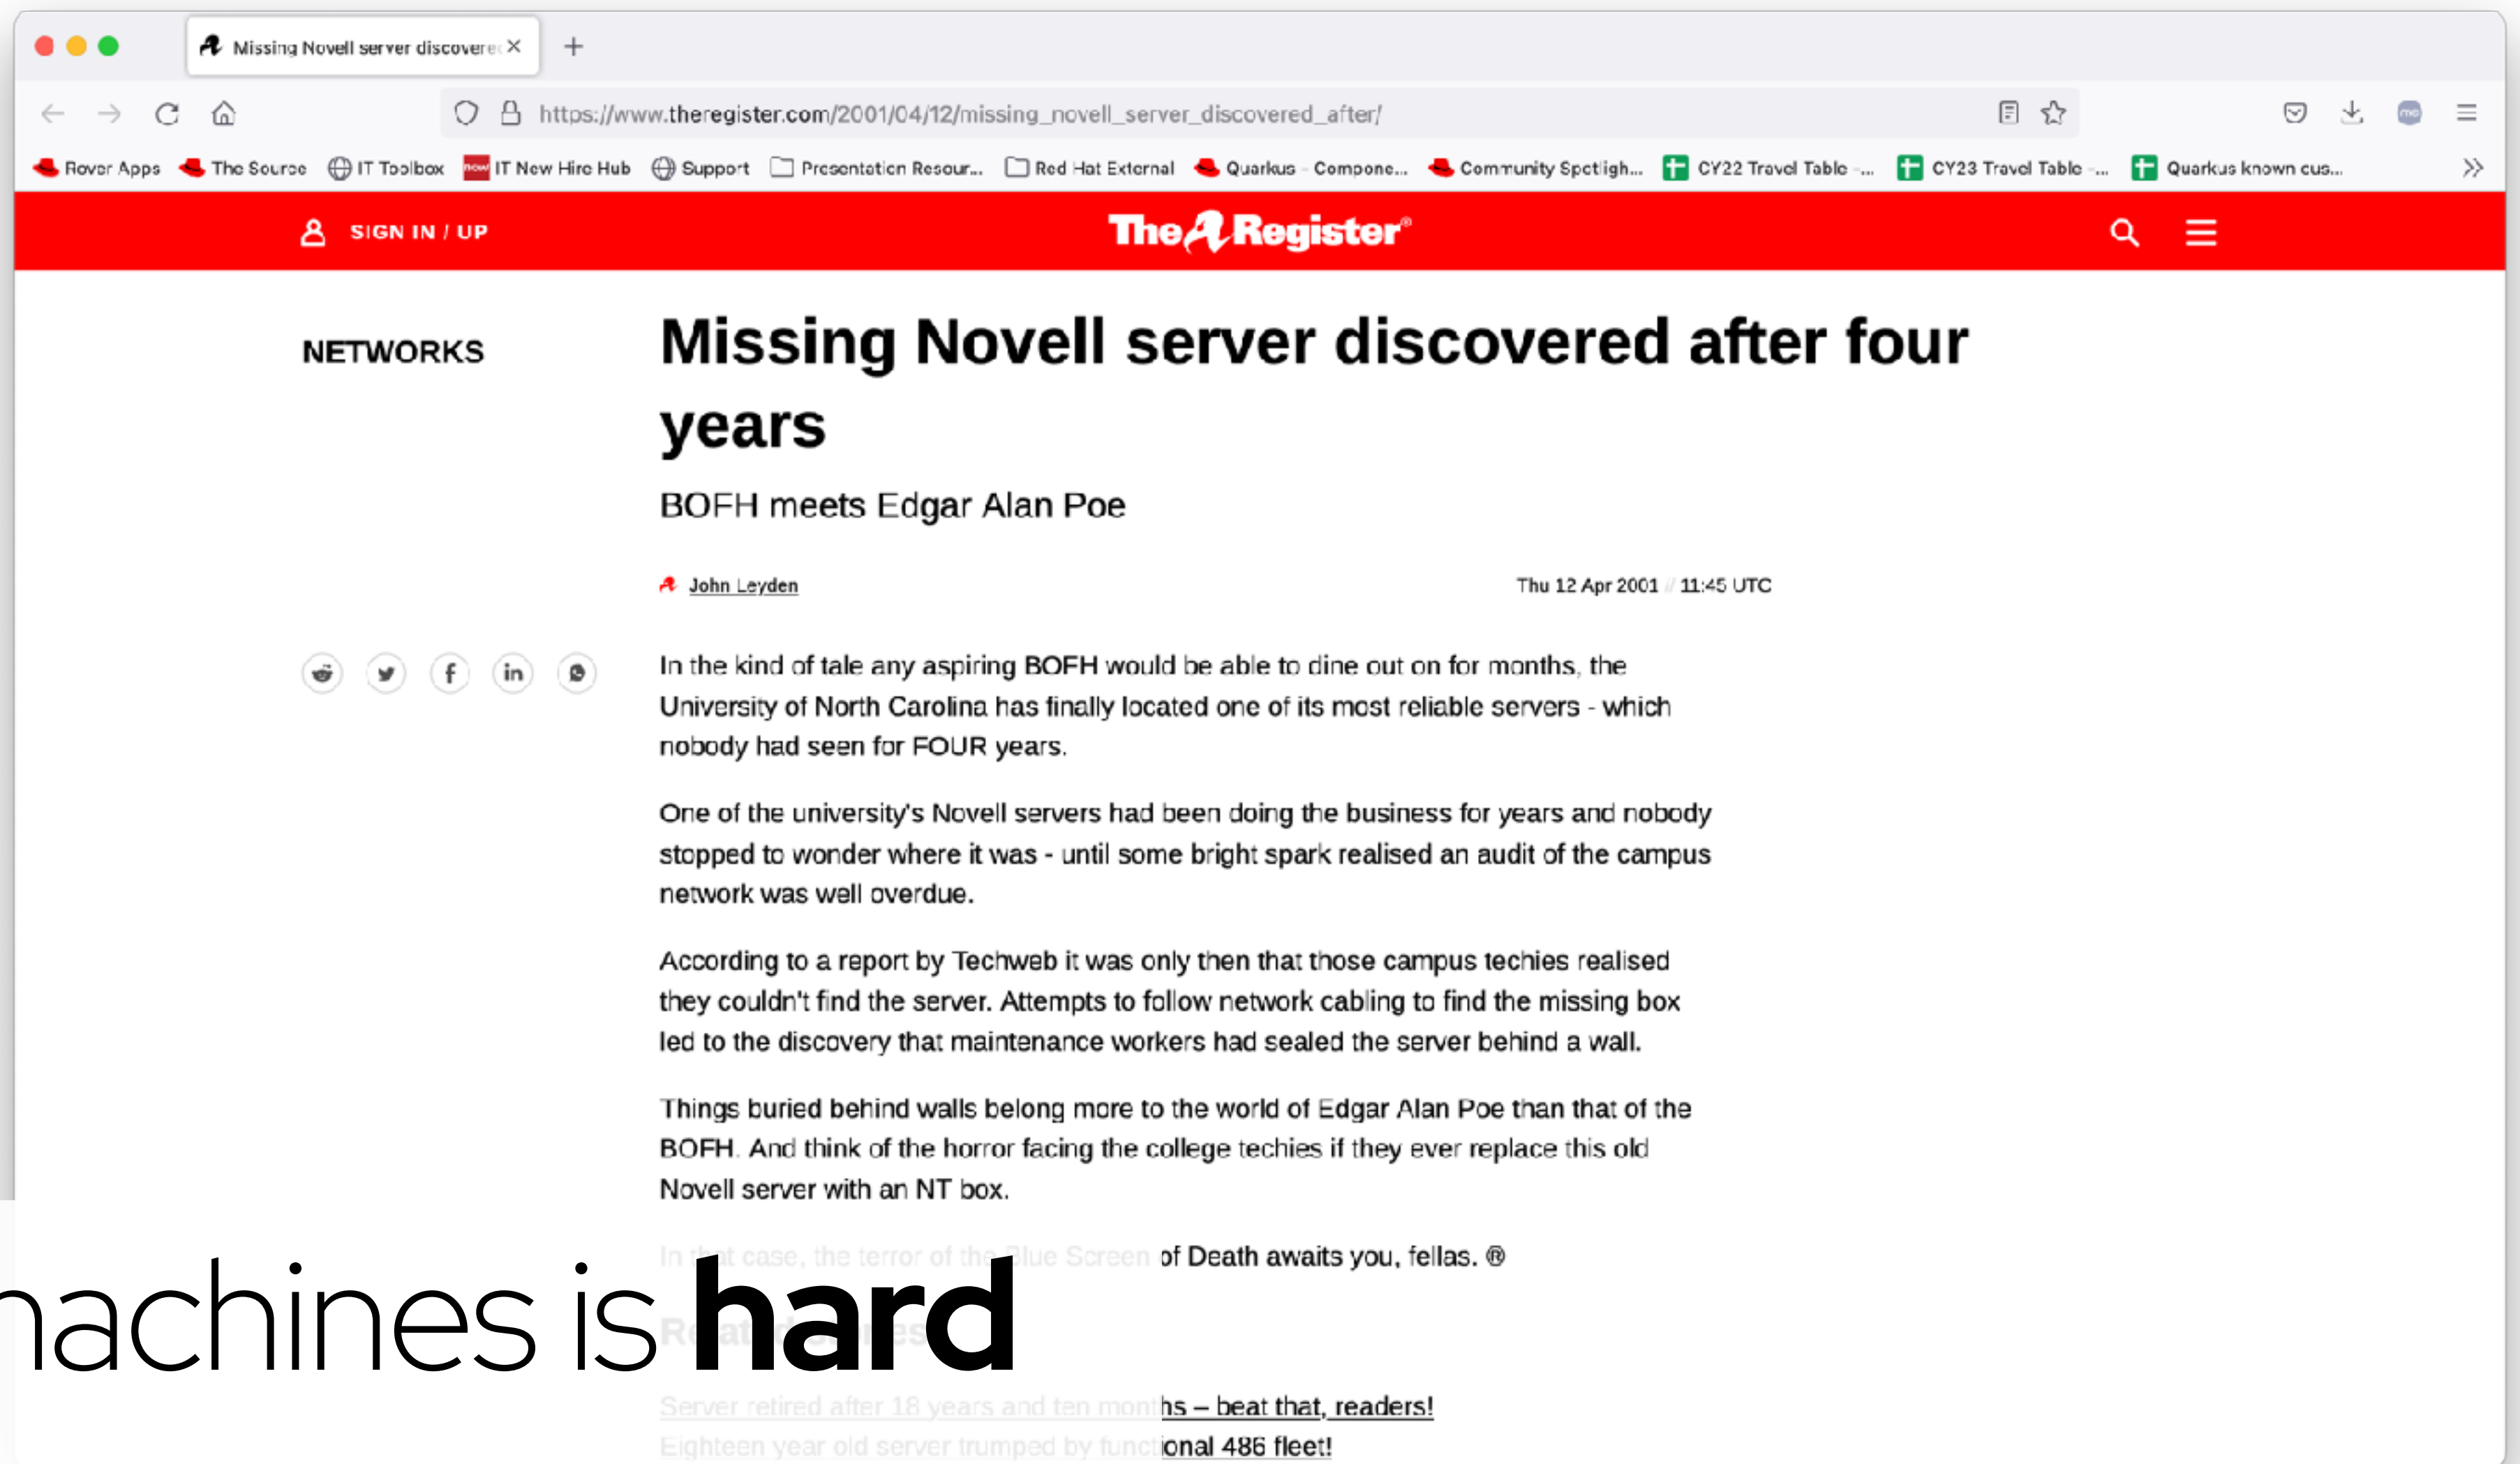 Missing Novell server discovere
https://www.theregister.com/2001/04/12/missing_novell_server_discovered_after/
Rover Apps The Source IT Toolbox now IT New Hire Hub Support Presentation Resour... Red Hat External Quarkus - Compone... Community Spotligh... CY22 Travel Table -... CY23 Travel Table -... Quarkus known cus...
SIGN IN / UP The Register®
NETWORKS
Missing Novell server discovered after four
years
BOFH meets Edgar Alan Poe
John Leyden Thu 12 Apr 2001 // 11:45 UTC
In the kind of tale any aspiring BOFH would be able to dine out on for months, the
University of North Carolina has finally located one of its most reliable servers - which
nobody had seen for FOUR years.
One of the university's Novell servers had been doing the business for years and nobody
stopped to wonder where it was - until some bright spark realised an audit of the campus
network was well overdue.
According to a report by Techweb it was only then that those campus techies realised
they couldn't find the server. Attempts to follow network cabling to find the missing box
led to the discovery that maintenance workers had sealed the server behind a wall.
Things buried behind walls belong more to the world of Edgar Alan Poe than that of the
BOFH. And think of the horror facing the college techies if they ever replace this old
Novell server with an NT box.
In that case, the terror of the Blue Screen of Death awaits you, fellas. ®
achines is hard
Server retired after 18 years and ten months – beat that, readers!
Eighteen year old server trumped by functional 486 fleet!